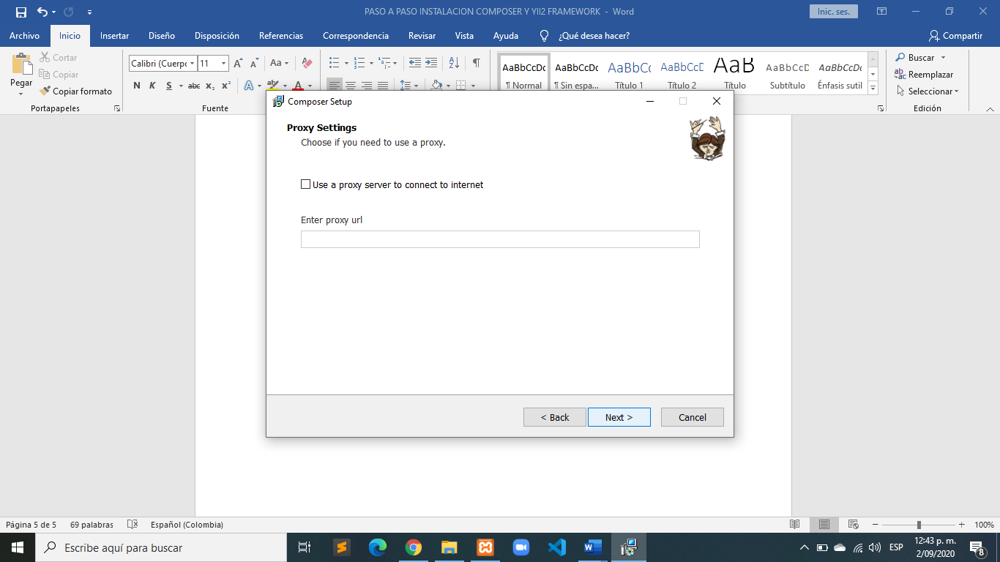 PASO A PASO INSTALACION COMPOSER Y YII2 FRAMEWORK - Word
Inic. ses.
Archivo Inicio Insertar Diseño Disposición Referencias Correspondencia Revisar Vista Ayuda ¿Qué desea hacer? Compartir
Pegar
Cortar
Copiar
Copiar formato
Portapapeles
Calibri (Cuerpo 11
Aa
N K S abc x₂ x²
Fuente
AaBbCcDc AaBbCcDc AaBbCc AaBbCcD AaB AaBbCcD AaBbCcDc
¶ Normal ¶ Sin espa... Título 1 Título 2 Título Subtítulo Énfasis sutil
Buscar
Reemplazar
Seleccionar
Edición
Composer Setup
Proxy Settings
Choose if you need to use a proxy.
Use a proxy server to connect to internet
Enter proxy url
< Back Next > Cancel
Página 5 de 5 69 palabras Español (Colombia) 100%
Escribe aquí para buscar
ESP
12:43 p. m.
2/09/2020
8